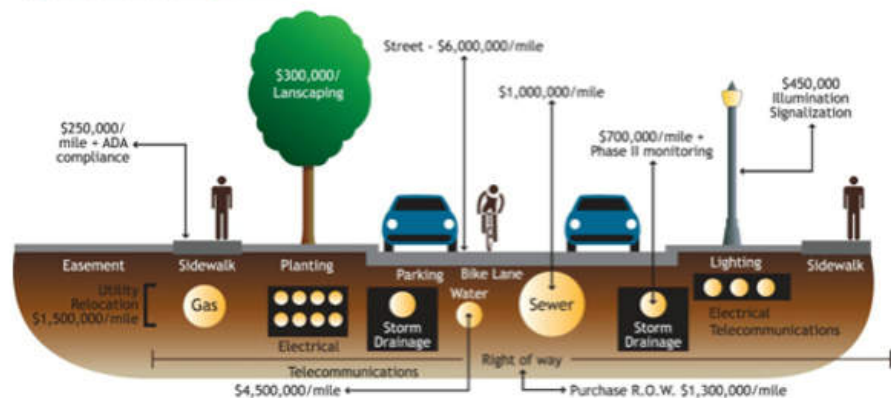 Street - $6,000,000/mile
$300,000/
Lanscaping
$1,000,000/mile
$450,000
Illumination
Signalization
$250,000/
mile + ADA
compliance
$700,000/mile +
Phase II monitoring
Easement
Sidewalk
Planting
Parking
Bike Lane
Lighting
Sidewalk
Utility
Relocation
$1,500,000/mile
Gas
Water
Sewer
Storm
Drainage
Storm
Drainage
Electrical
Electrical
Telecommunications
Right of way
Telecommunications
$4,500,000/mile
Purchase R.O.W. $1,300,000/mile